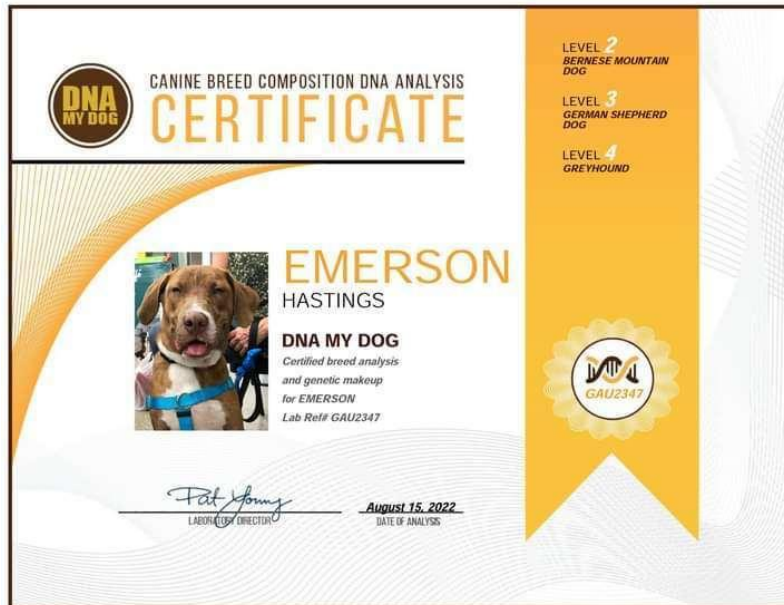 DNA
MY DOG
CANINE BREED COMPOSITION DNA ANALYSIS
CERTIFICATE
EMERSON
HASTINGS
DNA MY DOG
Certified breed analysis
and genetic makeup
for EMERSON
Lab Ref# GAU2347
Pat Young
LABORATORY DIRECTOR
August 15, 2022
DATE OF ANALYSIS
LEVEL 2
BERNESE MOUNTAIN
DOG
LEVEL 3
GERMAN SHEPHERD
DOG
LEVEL 4
GREYHOUND
GAU2347